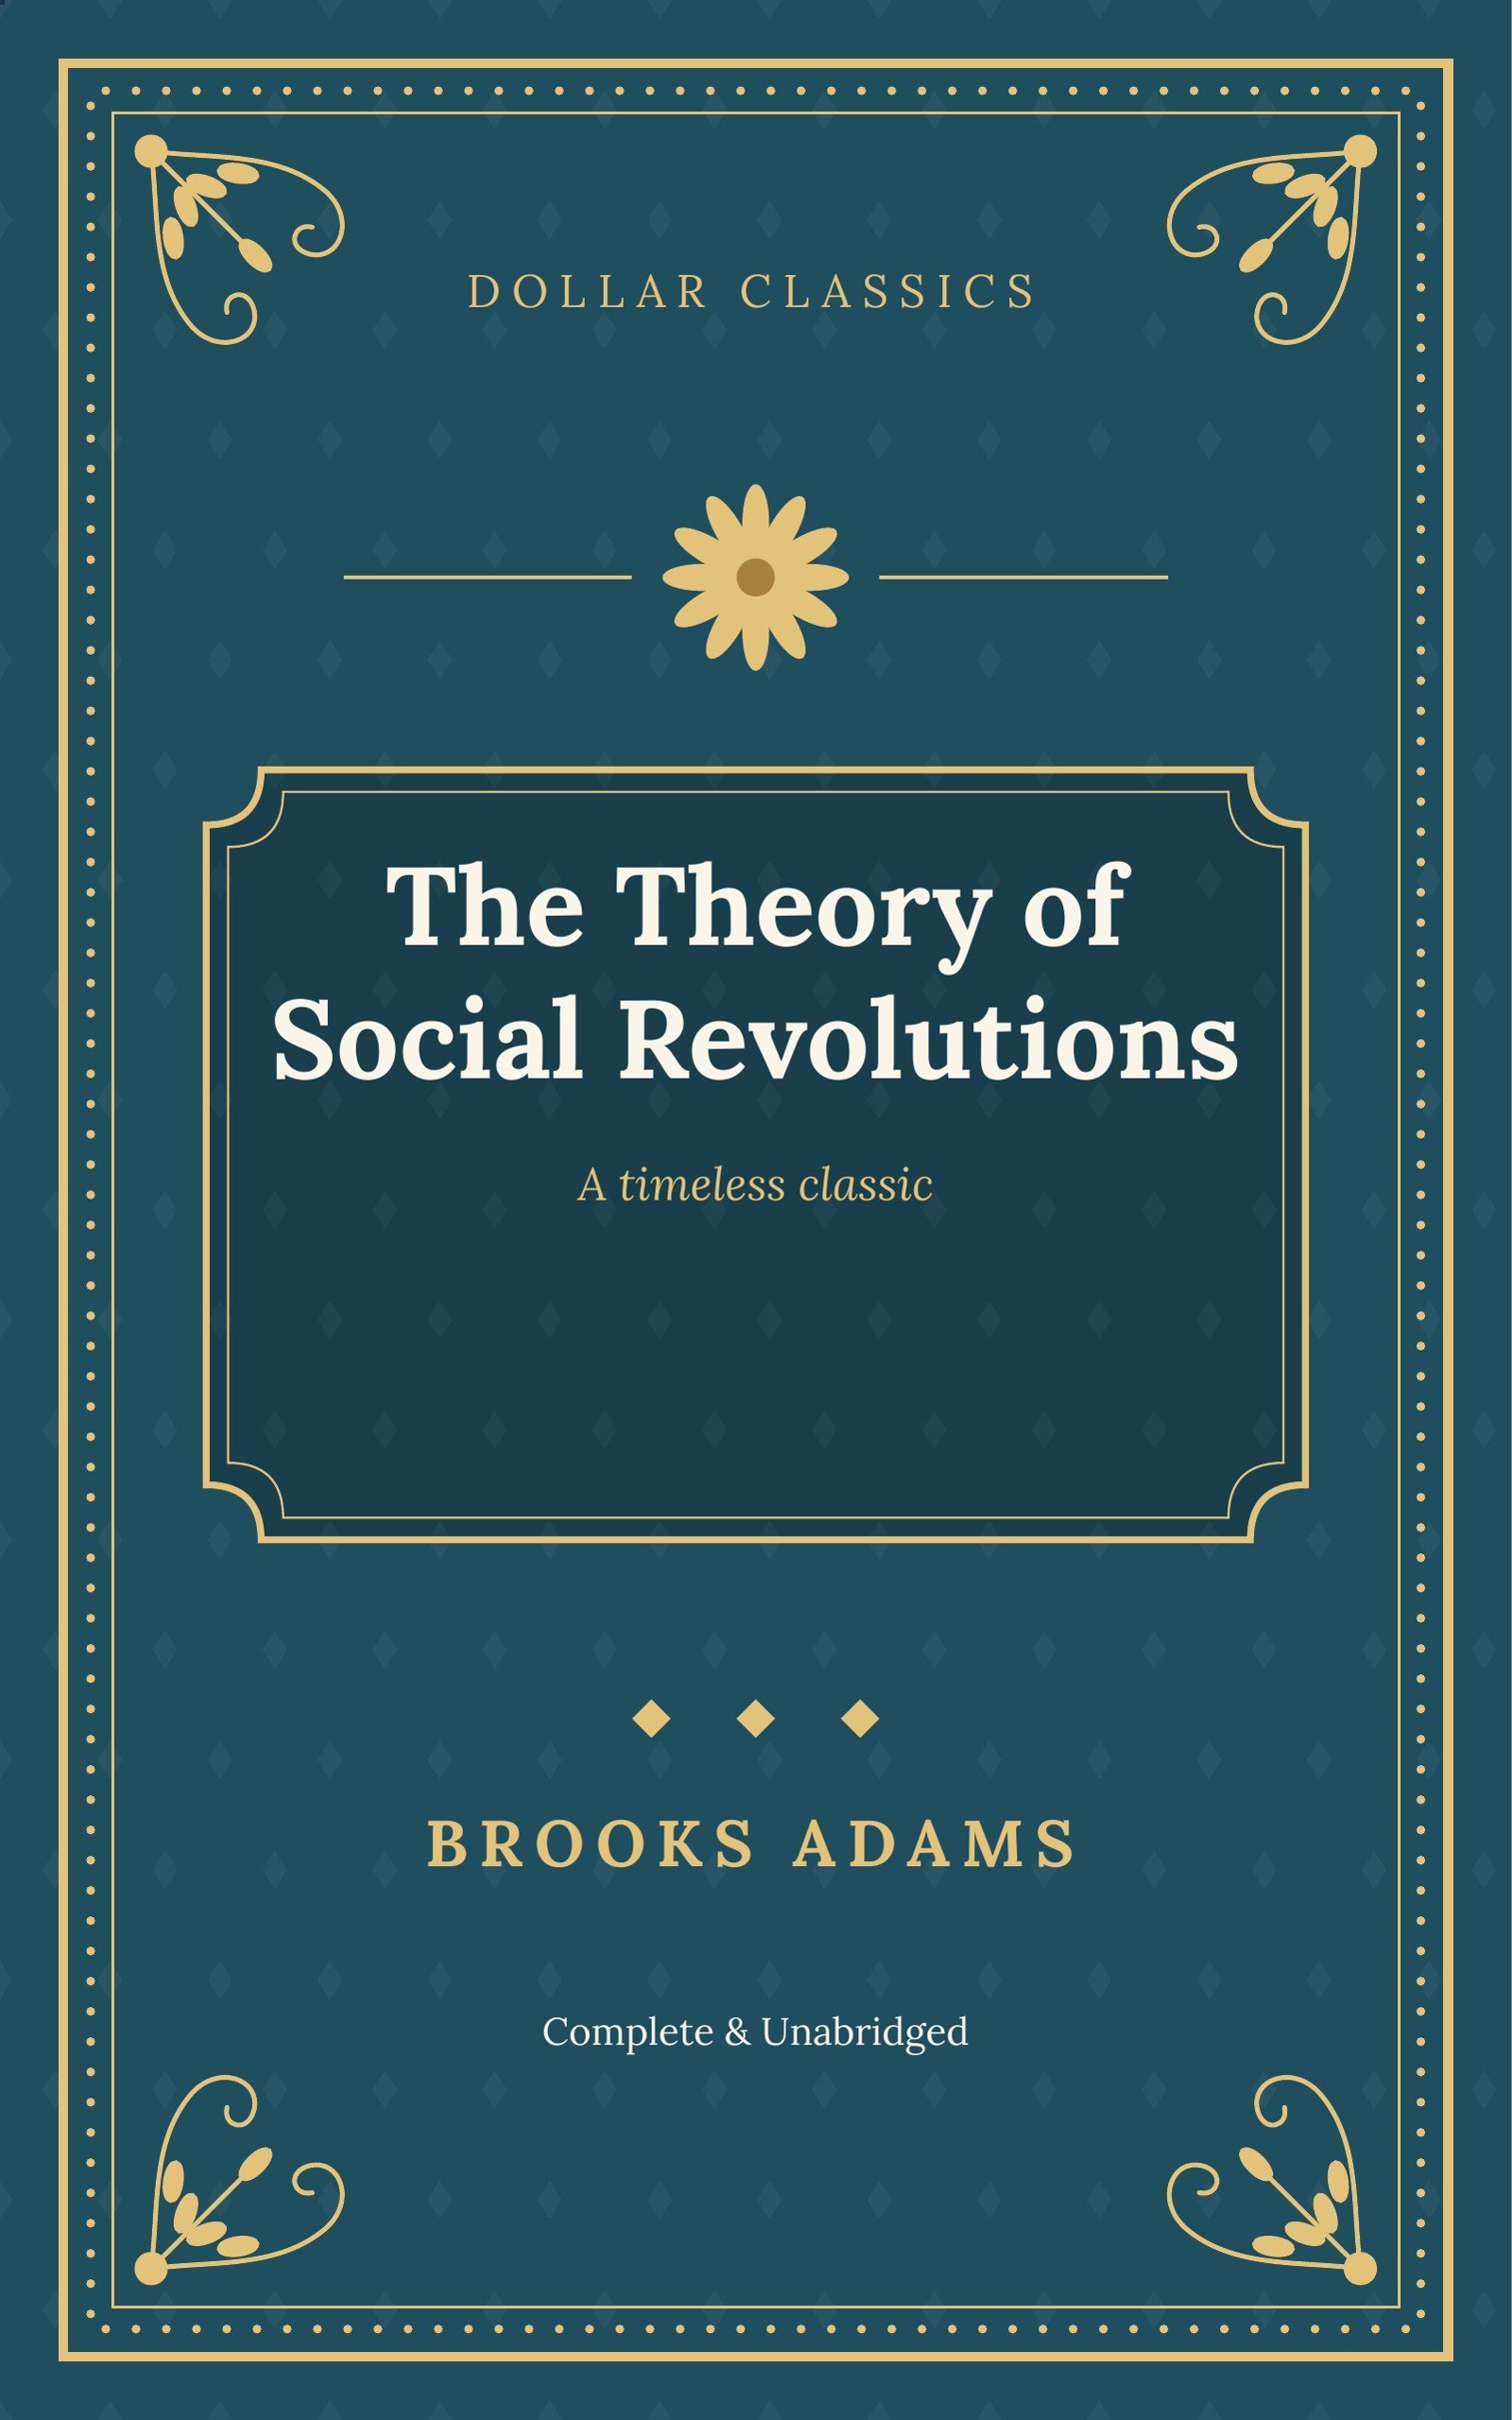 DOLLAR CLASSICS
The Theory of
Social Revolutions
A timeless classic
BROOKS ADAMS
Complete & Unabridged